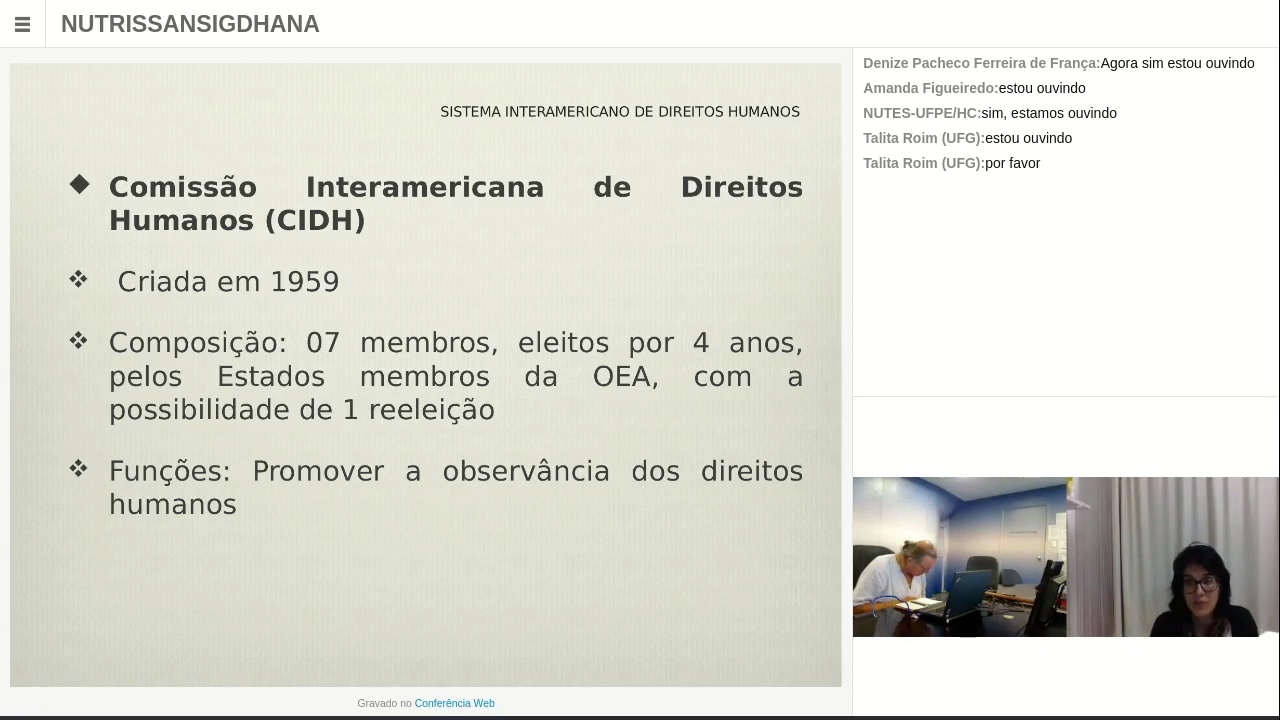 NUTRISSANSIGDHANA
SISTEMA INTERAMERICANO DE DIREITOS HUMANOS
Comissão Interamericana de Direitos
Humanos (CIDH)
Criada em 1959
Composição: 07 membros, eleitos por 4 anos,
pelos Estados membros da OEA, com a
possibilidade de 1 reeleição
Funções: Promover a observância dos direitos
humanos
Gravado no Conferência Web
Denize Pacheco Ferreira de França:Agora sim estou ouvindo
Amanda Figueiredo:estou ouvindo
NUTES-UFPE/HC:sim, estamos ouvindo
Talita Roim (UFG):estou ouvindo
Talita Roim (UFG):por favor